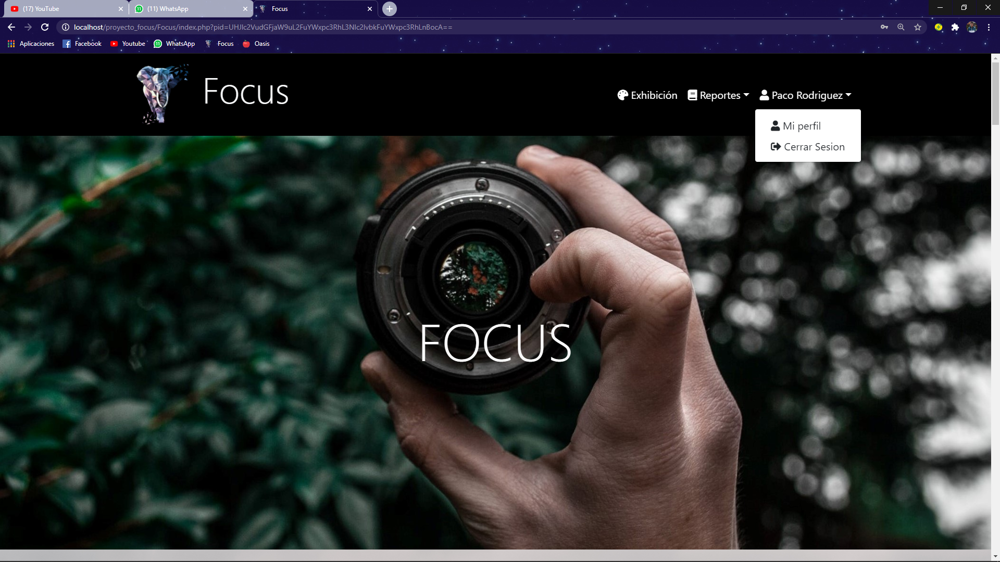 (17) YouTube
(11) WhatsApp
Focus
localhost/proyecto_focus/Focus/index.php?pid=UHJlc2VudGFjaW9uL2FuYWxpc3RhL3Nlc2lvbkFuYWxpc3RhLnBocA==
Aplicaciones Facebook Youtube WhatsApp Focus Oasis
Focus
Exhibición Reportes Paco Rodriguez
Mi perfil
Cerrar Sesion
FOCUS